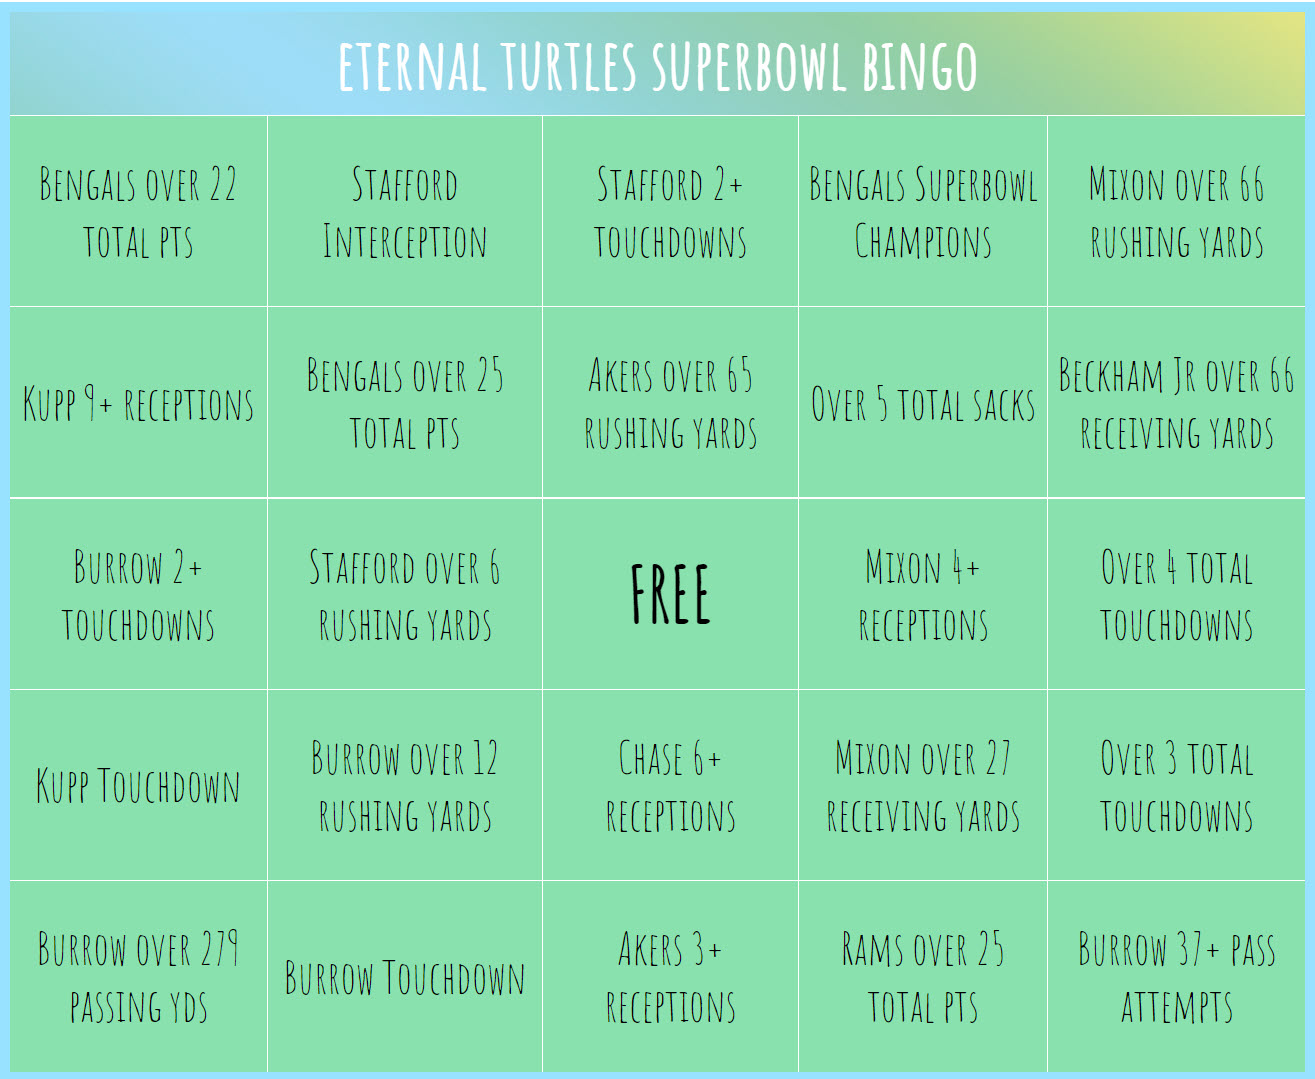 ETERNAL TURTLES SUPERBOWL BINGO
Bengals over 22
total pts
Stafford
Interception
Stafford 2+
touchdowns
Bengals Superbowl
Champions
Mixon over 66
rushing yards
Kupp 9+ receptions
Bengals over 25
total pts
Akers over 65
rushing yards
Over 5 total sacks
Beckham Jr over 66
receiving yards
Burrow 2+
touchdowns
Stafford over 6
rushing yards
FREE
Mixon 4+
receptions
Over 4 total
touchdowns
Kupp Touchdown
Burrow over 12
rushing yards
Chase 6+
receptions
Mixon over 27
receiving yards
Over 3 total
touchdowns
Burrow over 279
passing yds
Burrow Touchdown
Akers 3+
receptions
Rams over 25
total pts
Burrow 37+ pass
attempts